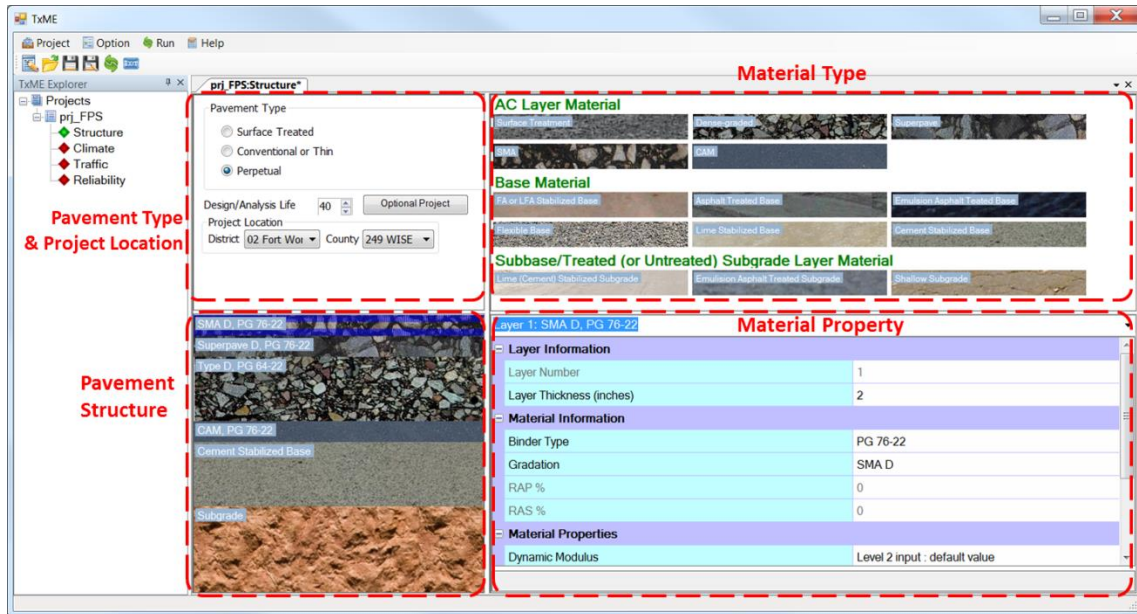 TxME
Project Option Run Help
TxME Explorer
Projects
prj_FPS
Structure
Climate
Traffic
Reliability
Pavement Type
& Project Location
prj_FPS:Structure*
Pavement Type
Surface Treated
Conventional or Thin
Perpetual
Design/Analysis Life 40 Optional Project
Project Location
District 02 Fort Wor County 249 WISE
Material Type
AC Layer Material
Surface Treatment Dense-graded Superpave
SMA CAM
Base Material
FA or LFA Stabilized Base Asphalt Treated Base Emulsion Asphalt Teated Base
Flexible Base Lime Stabilized Base Cement Stabilized Base
Subbase/Treated (or Untreated) Subgrade Layer Material
Lime (Cement) Stabilized Subgrade Emulision Asphalt Treated Subgrade Shallow Subgrade
Pavement
Structure
SMA D, PG 76-22
Superpave D, PG 76-22
Type D, PG 64-22
CAM, PG 76-22
Cement Stabilized Base
Subgrade
Layer 1: SMA D, PG 76-22
Material Property
Layer Information
Layer Number 1
Layer Thickness (inches) 2
Material Information
Binder Type PG 76-22
Gradation SMA D
RAP % 0
RAS % 0
Material Properties
Dynamic Modulus Level 2 input : default value